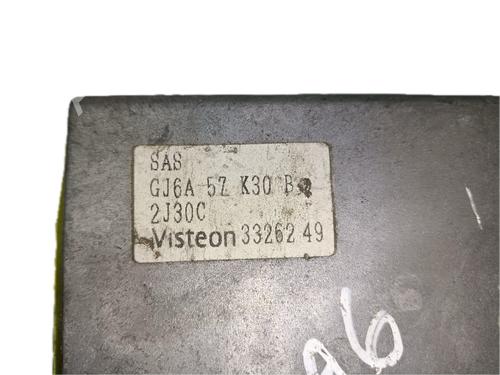 SAS
GJ6A 57 K30 B
2J30C
Visteon 33262 49